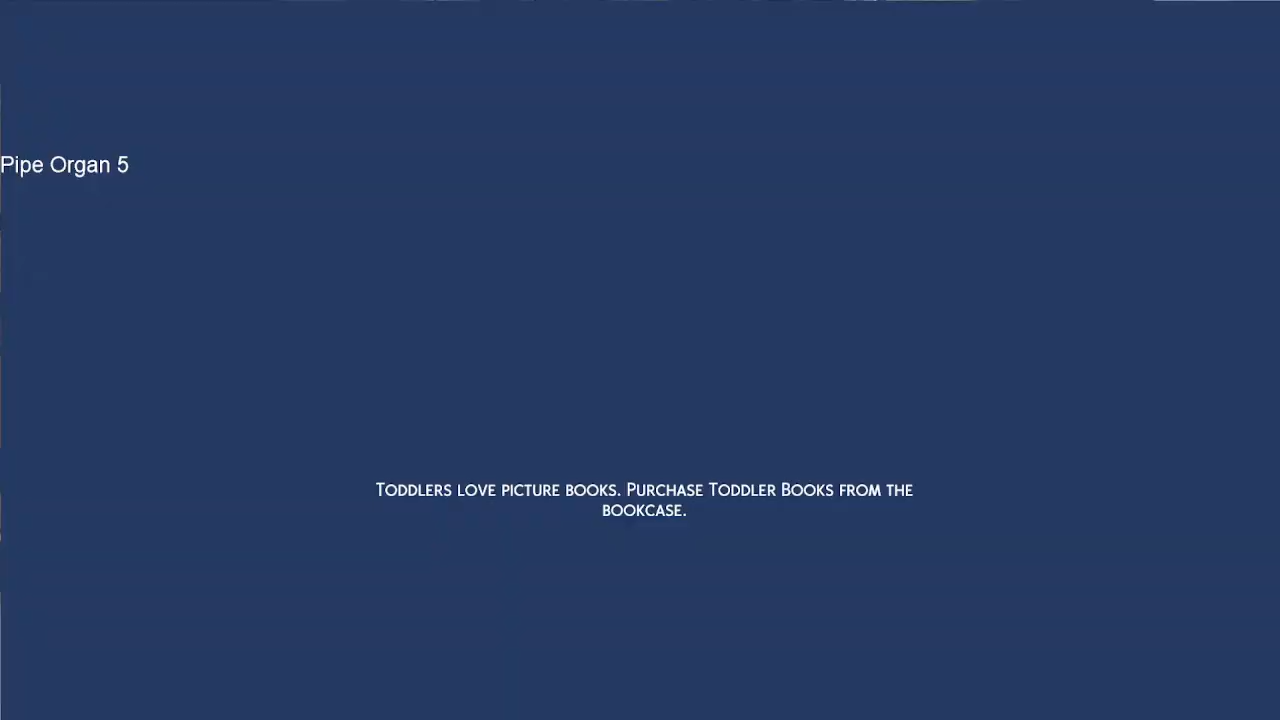 Pipe Organ 5
Toddlers love picture books. Purchase Toddler Books from the
bookcase.